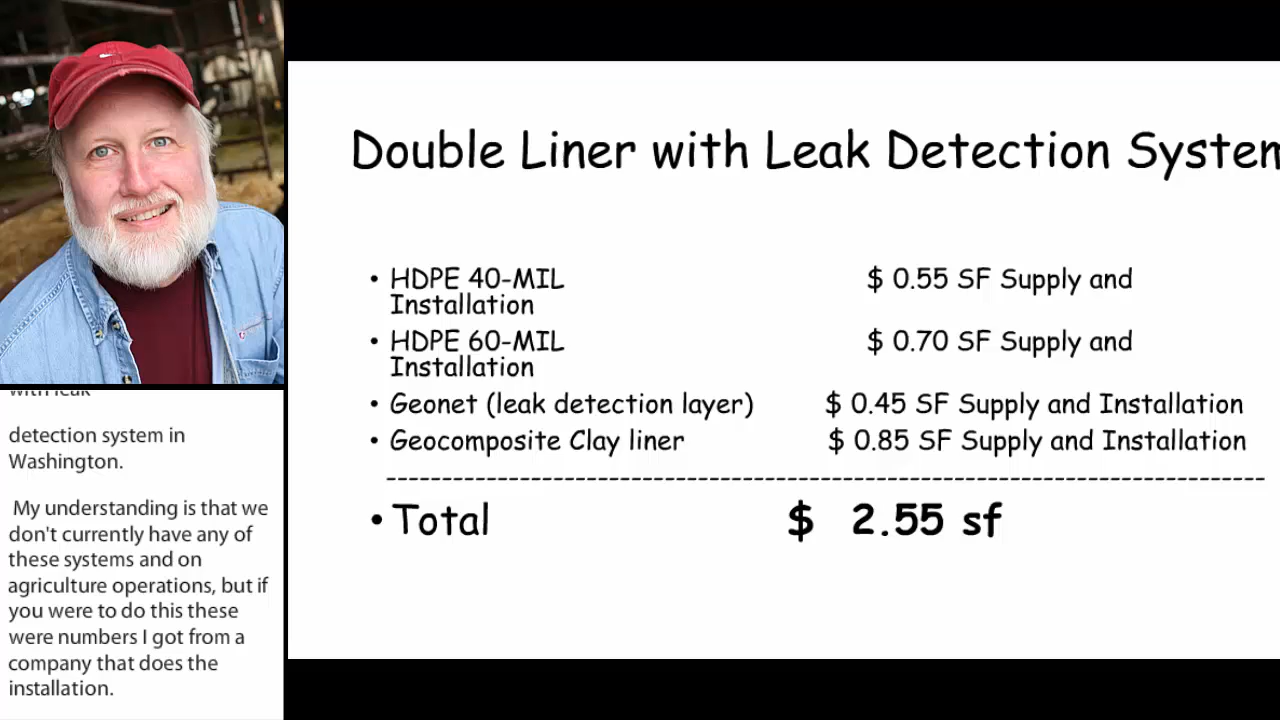 Double Liner with Leak Detection System
• HDPE 40-MIL $ 0.55 SF Supply and
Installation
• HDPE 60-MIL $ 0.70 SF Supply and
Installation
• Geonet (leak detection layer) $ 0.45 SF Supply and Installation
• Geocomposite Clay liner $ 0.85 SF Supply and Installation
--------------------------------------------------------------------------------
• Total $ 2.55 sf
with leak
detection system in
Washington.
My understanding is that we
don't currently have any of
these systems and on
agriculture operations, but if
you were to do this these
were numbers I got from a
company that does the
installation.